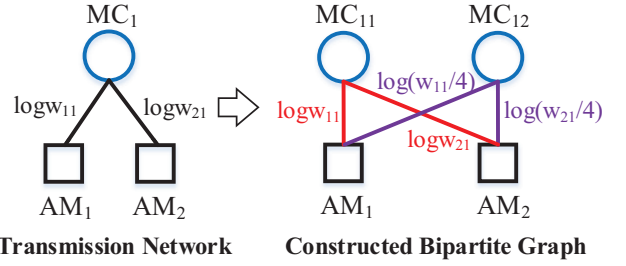 MC₁
MC₁₁
MC₁₂
logw₁₁
logw₂₁
logw₁₁
log(w₁₁/4)
logw₂₁
log(w₂₁/4)
AM₁
AM₂
AM₁
AM₂
Transmission Network
Constructed Bipartite Graph